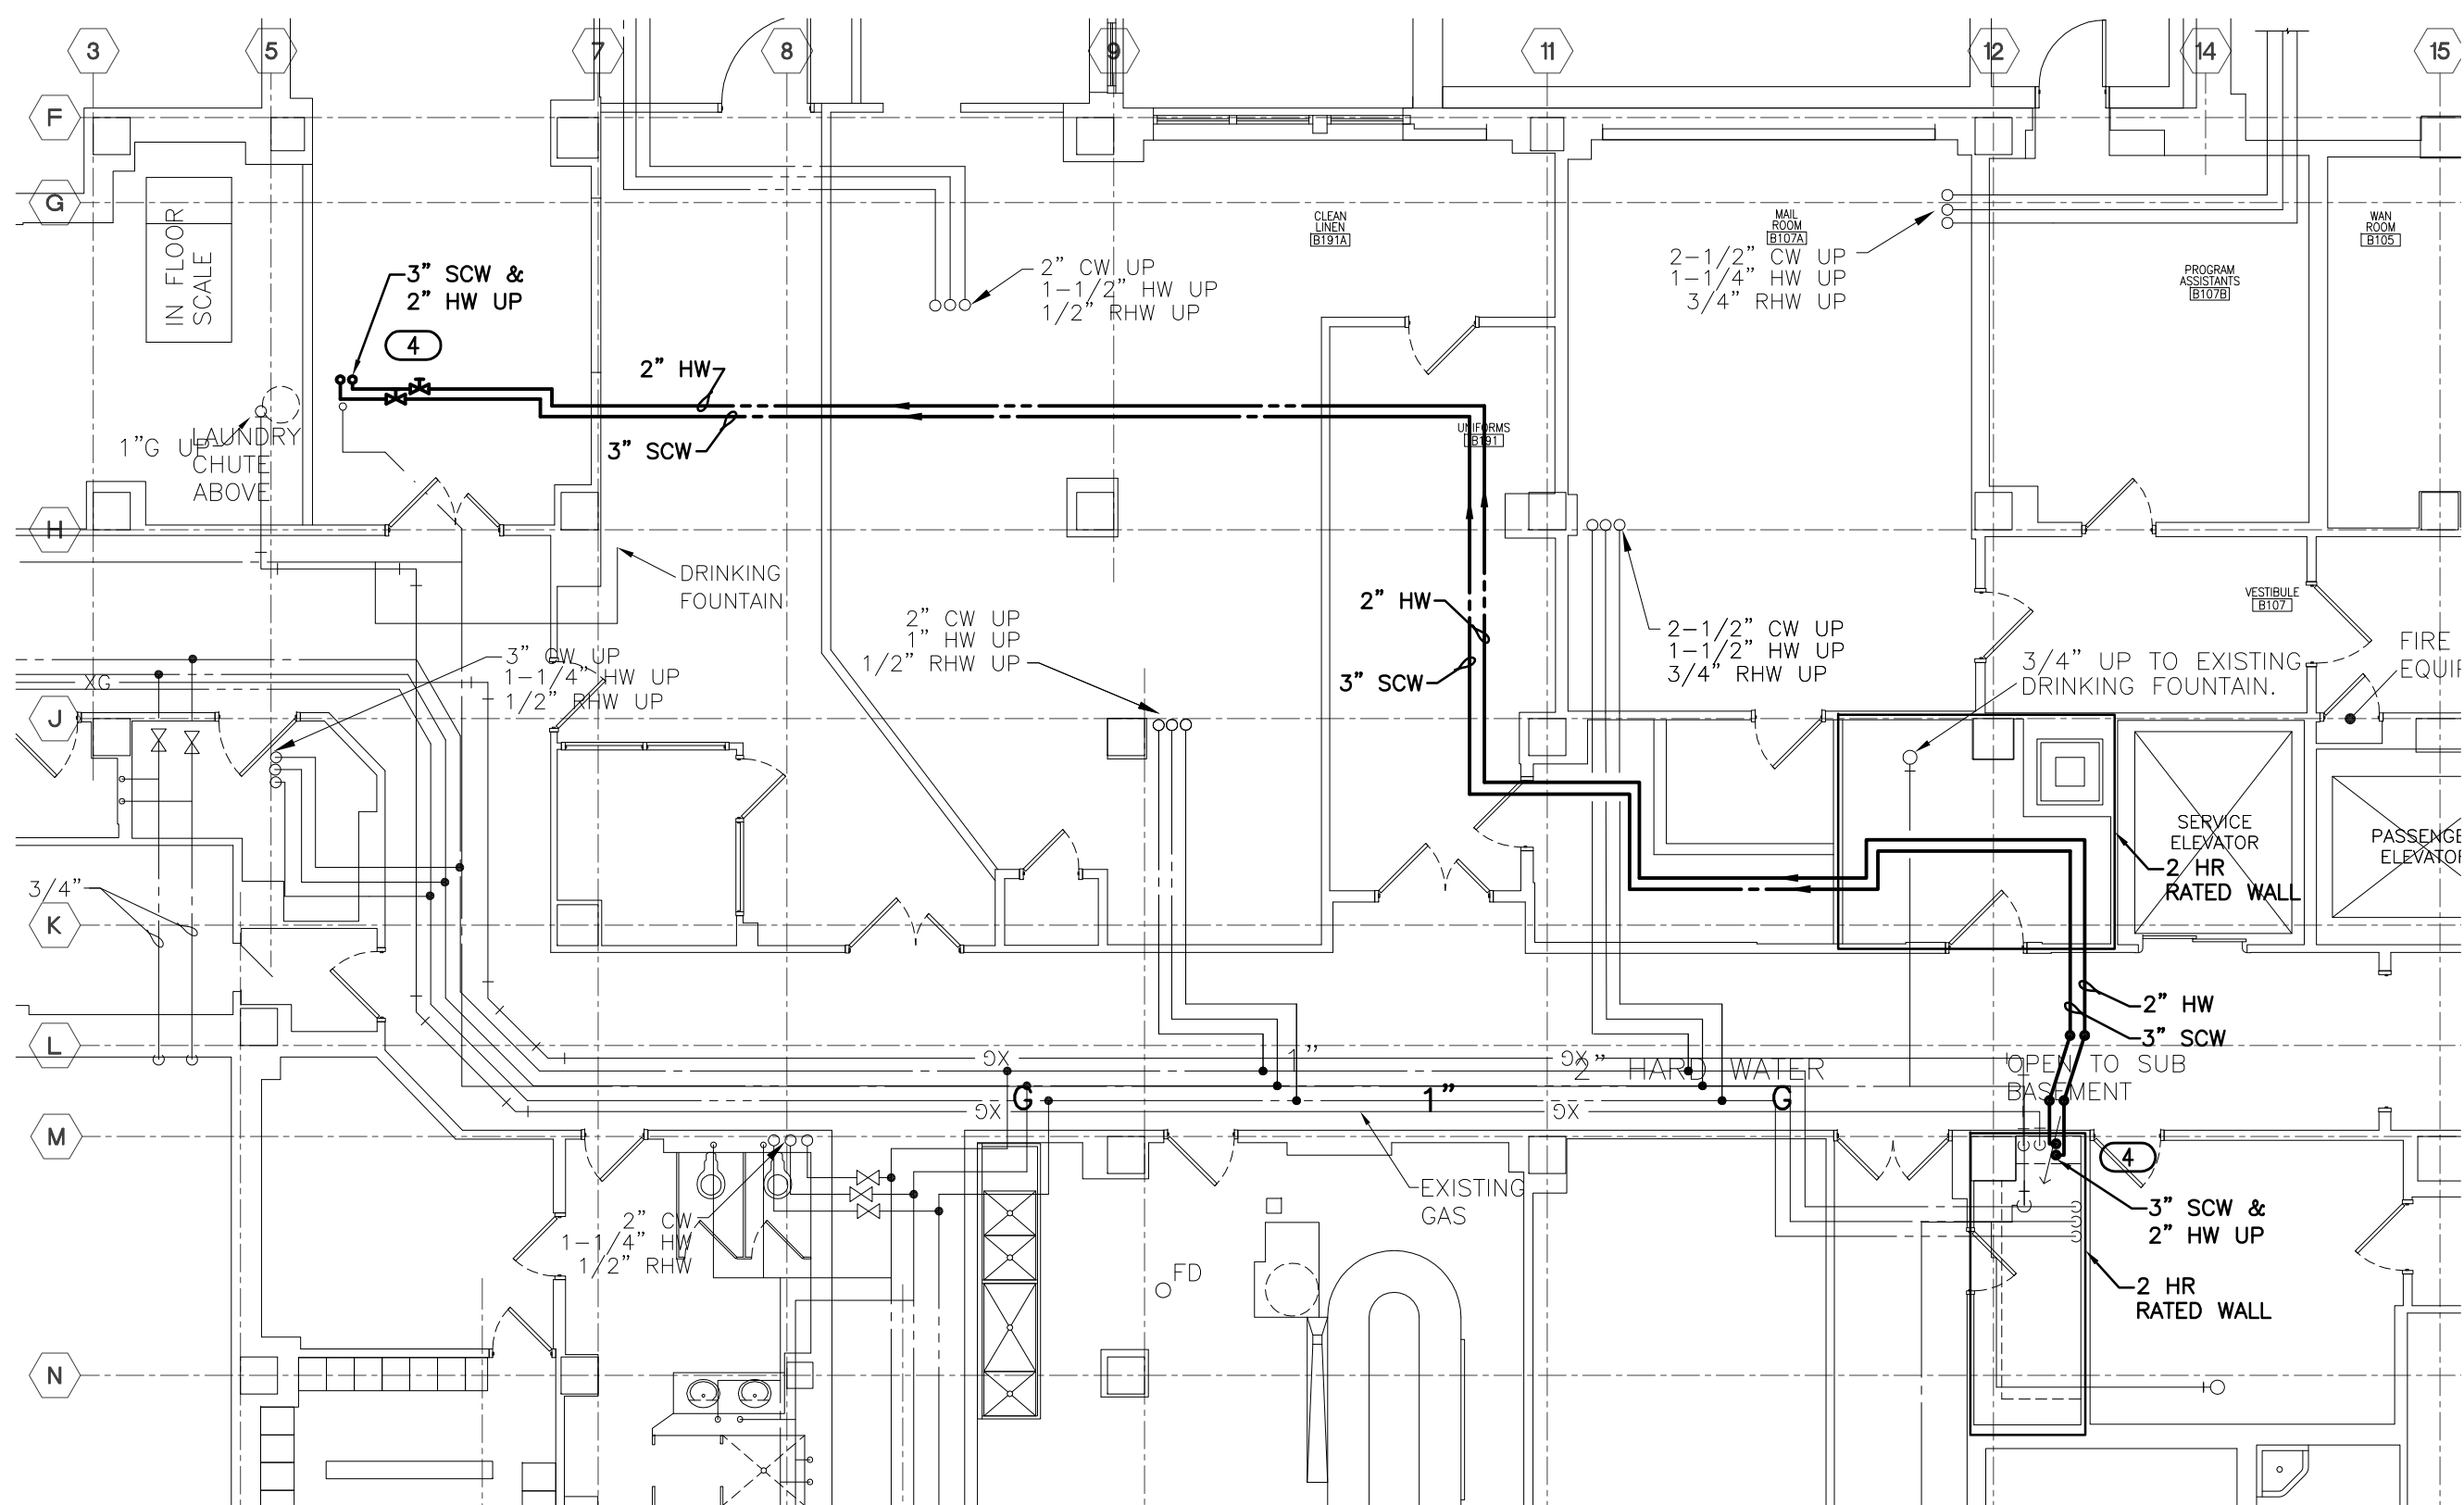 3
5
7
8
9
11
12
14
15
F
G
H
J
K
L
M
N
IN FLOOR
SCALE
3" SCW &
2" HW UP
4
1"G UP
LAUNDRY
CHUTE
ABOVE
2" HW
3" SCW
2" CW UP
1-1/2" HW UP
1/2" RHW UP
CLEAN
LINEN
B191A
MAIL
ROOM
B107A
2-1/2" CW UP
1-1/4" HW UP
3/4" RHW UP
PROGRAM
ASSISTANTS
B107B
WAN
ROOM
B105
UNIFORMS
B191
DRINKING
FOUNTAIN
3" CW UP
1-1/4" HW UP
1/2" RHW UP
XG
2" CW UP
1" HW UP
1/2" RHW UP
2" HW
3" SCW
2-1/2" CW UP
1-1/2" HW UP
3/4" RHW UP
VESTIBULE
B107
3/4" UP TO EXISTING
DRINKING FOUNTAIN.
FIRE
SERVICE
ELEVATOR
2 HR
RATED WALL
3/4"
2" HW
3" SCW
OPEN TO SUB
BASEMENT
XG
1"
XG
2" HARD WATER
G
1"
G
XG
XG
EXISTING
GAS
4
3" SCW &
2" HW UP
2 HR
RATED WALL
2" CW
1-1/4" HW
1/2" RHW
FD